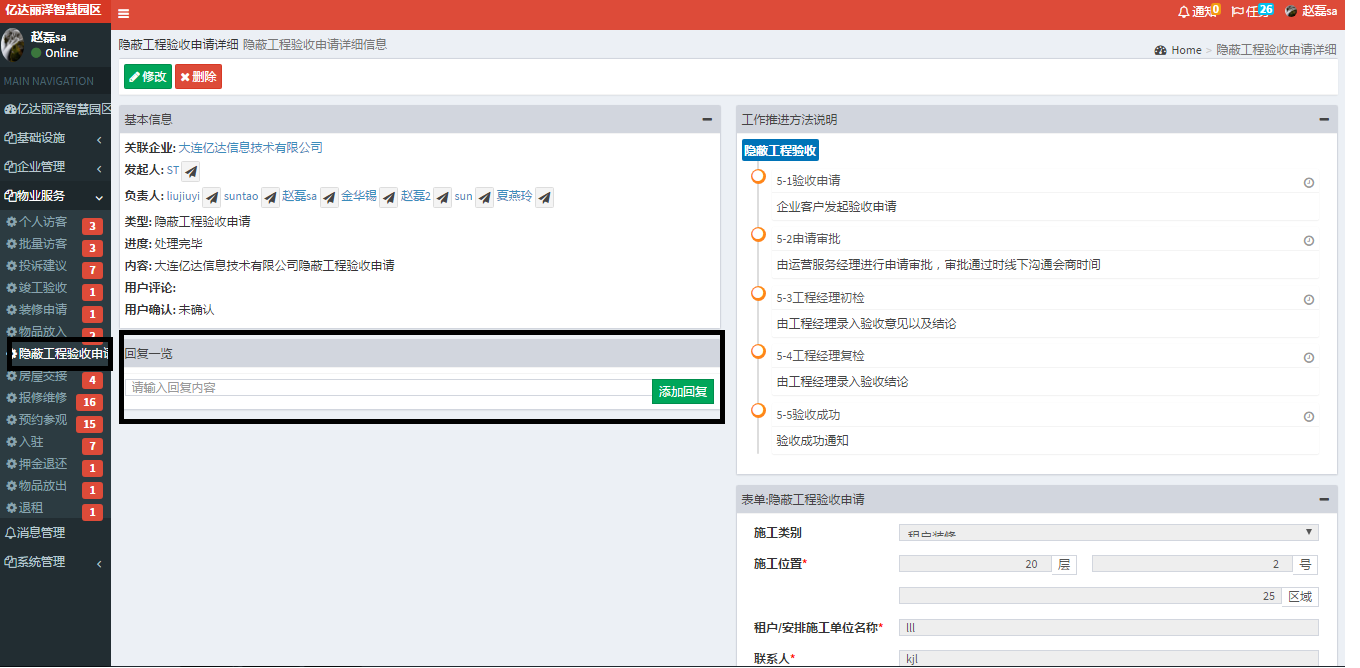 亿达丽泽智慧园区
通知 0
任务 26
赵磊sa
赵磊sa
Online
MAIN NAVIGATION
亿达丽泽智慧园区
基础设施
企业管理
物业服务
个人访客 3
批量访客 3
投诉建议 7
竣工验收 1
装修申请 1
物品放入
隐蔽工程验收申请
房屋交接 4
报修维修 16
预约参观 15
入驻 7
押金退还 1
物品放出 1
退租 1
消息管理
系统管理
隐蔽工程验收申请详细 隐蔽工程验收申请详细信息
Home > 隐蔽工程验收申请详细
修改 删除
基本信息
关联企业: 大连亿达信息技术有限公司
发起人: ST
负责人: liujiuyi suntao 赵磊sa 金华锡 赵磊2 sun 夏燕玲
类型: 隐蔽工程验收申请
进度: 处理完毕
内容: 大连亿达信息技术有限公司隐蔽工程验收申请
用户评论:
用户确认: 未确认
回复一览
请输入回复内容 添加回复
工作推进方法说明
隐蔽工程验收
5-1验收申请
企业客户发起验收申请
5-2申请审批
由运营服务经理进行申请审批，审批通过时线下沟通会商时间
5-3工程经理初检
由工程经理录入验收意见以及结论
5-4工程经理复检
由工程经理录入验收结论
5-5验收成功
验收成功通知
表单:隐蔽工程验收申请
施工类别 租户装修
施工位置* 20 层 2 号
25 区域
租户/安排施工单位名称* lll
联系人* kjl